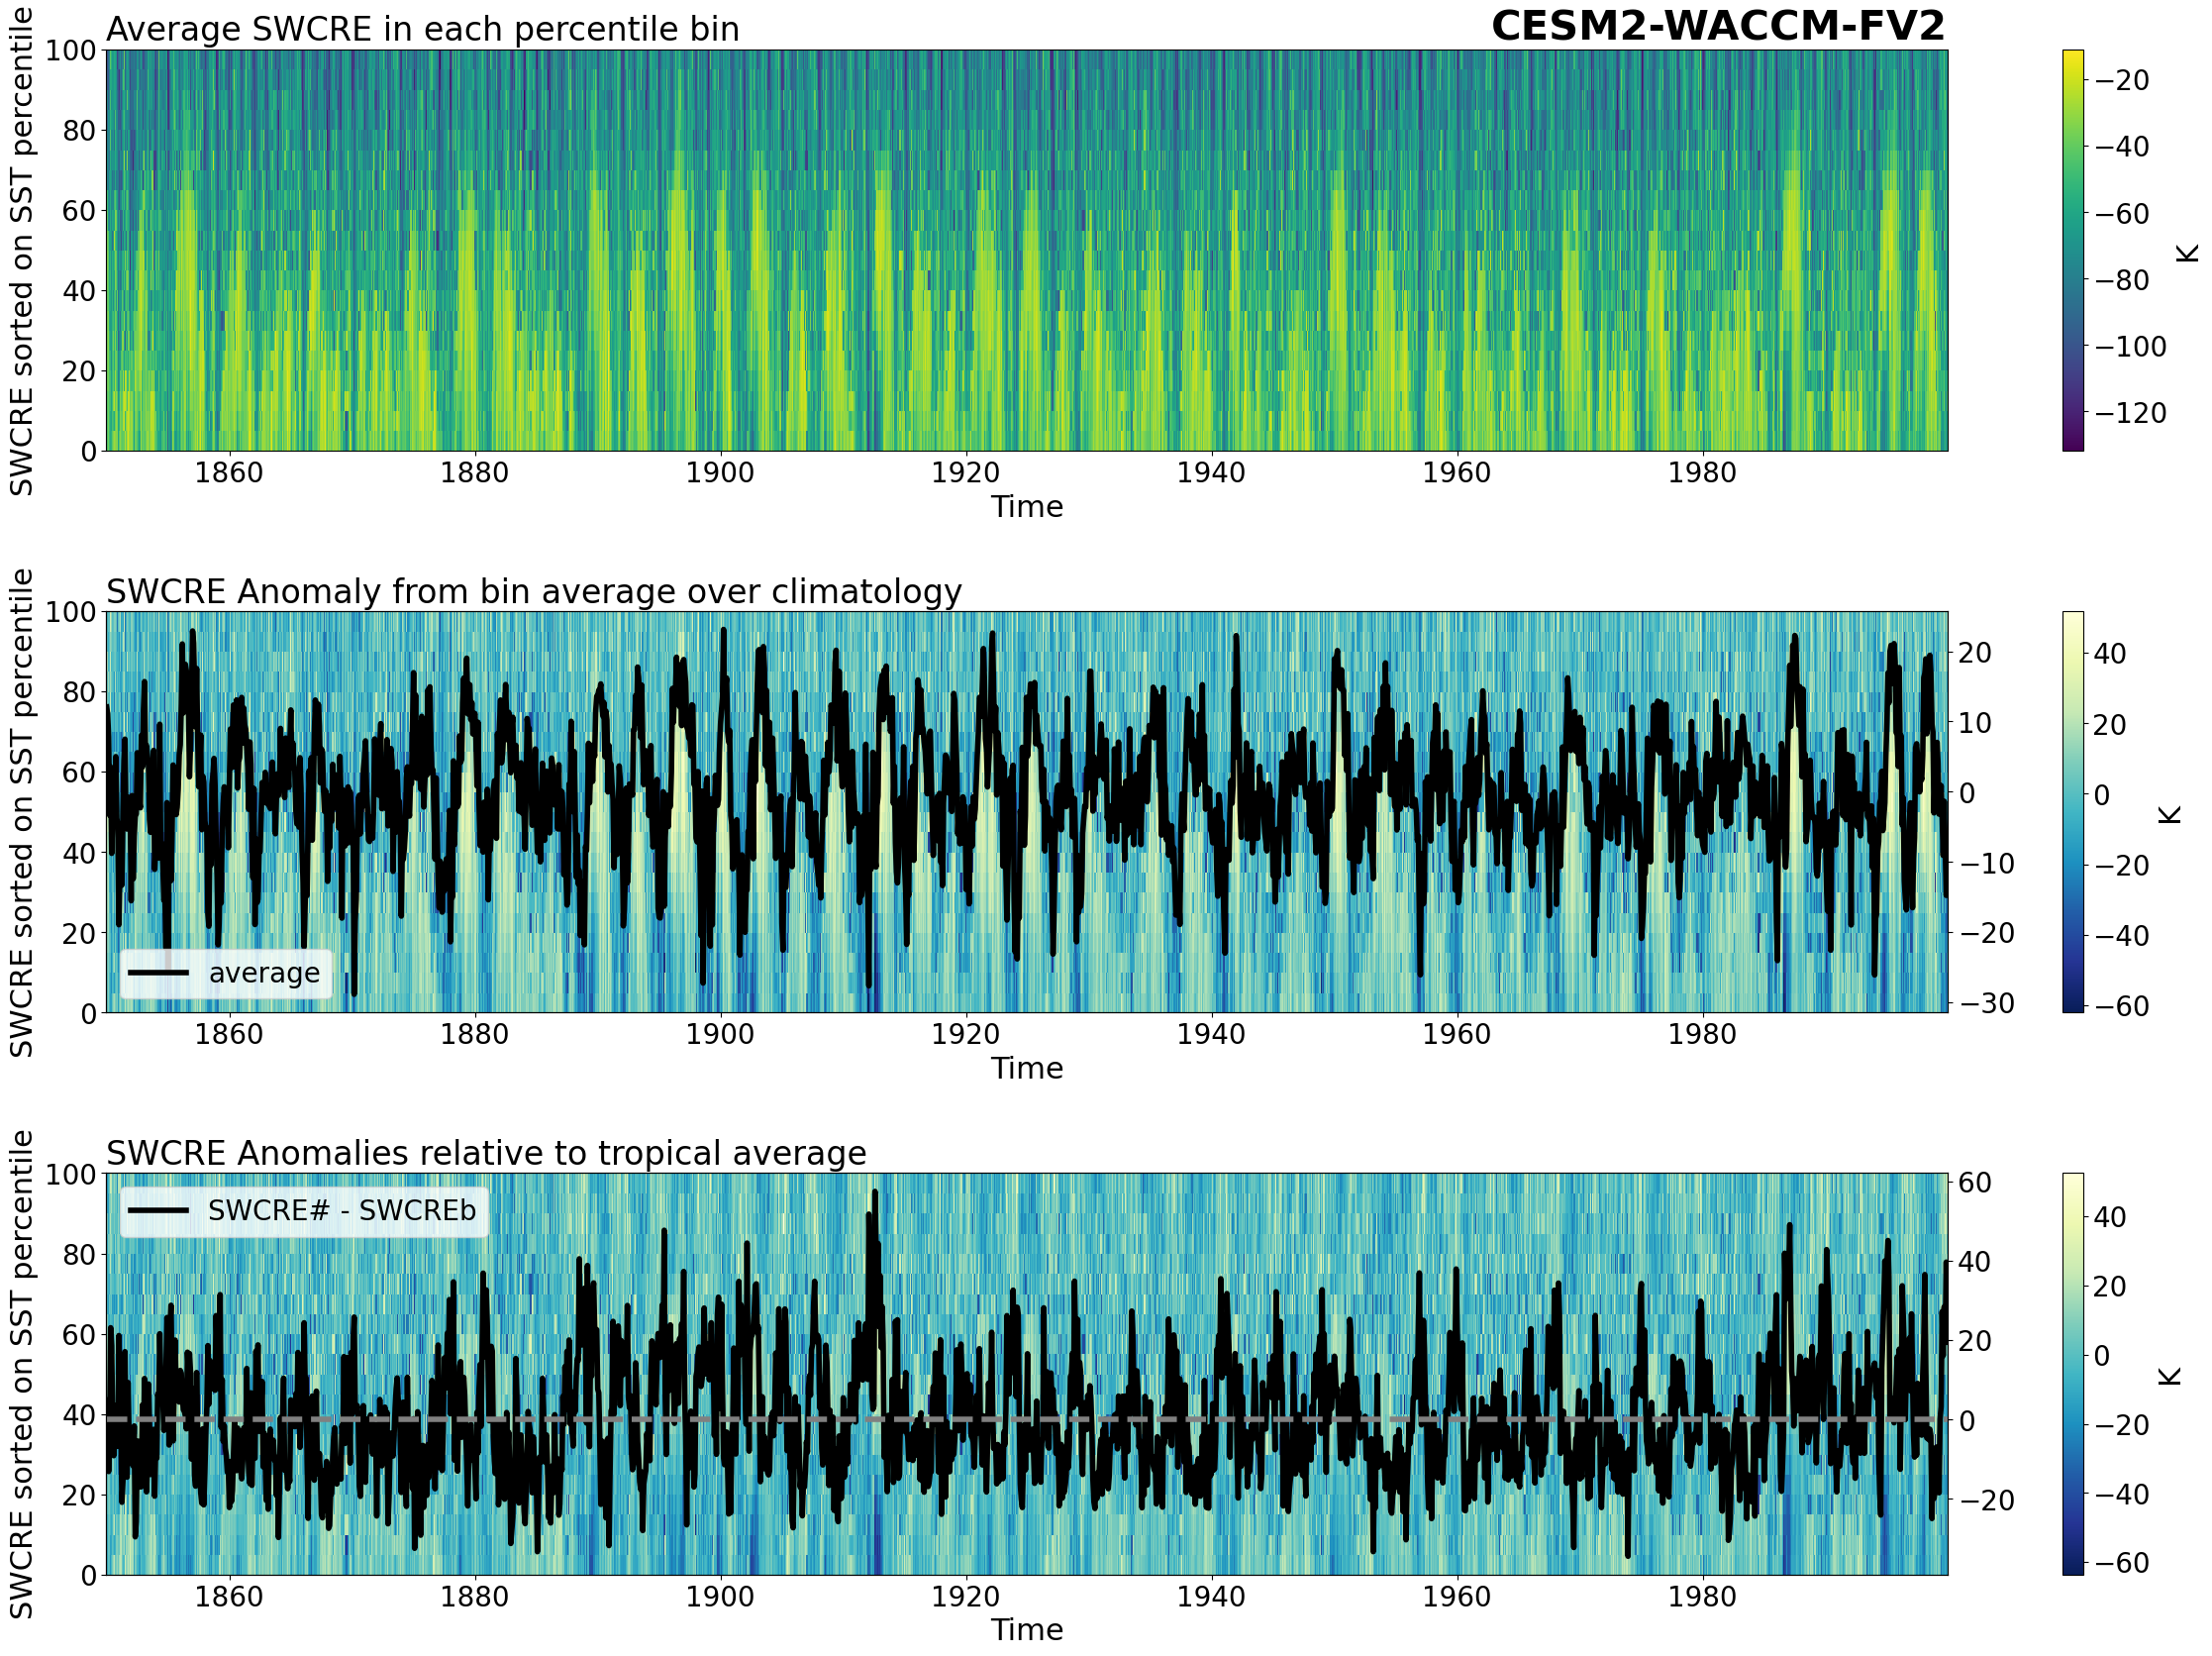 Average SWCRE in each percentile bin
CESM2-WACCM-FV2
SWCRE sorted on SST percentile
100
80
60
40
20
0
1860 1880 1900 1920 1940 1960 1980
Time
−20
−40
−60
−80
−100
−120
K
SWCRE Anomaly from bin average over climatology
SWCRE sorted on SST percentile
100
80
60
40
20
0
average
20
10
0
−10
−20
−30
1860 1880 1900 1920 1940 1960 1980
Time
40
20
0
−20
−40
−60
K
SWCRE Anomalies relative to tropical average
SWCRE sorted on SST percentile
100
80
60
40
20
0
SWCRE# - SWCREb
60
40
20
0
−20
1860 1880 1900 1920 1940 1960 1980
Time
40
20
0
−20
−40
−60
K